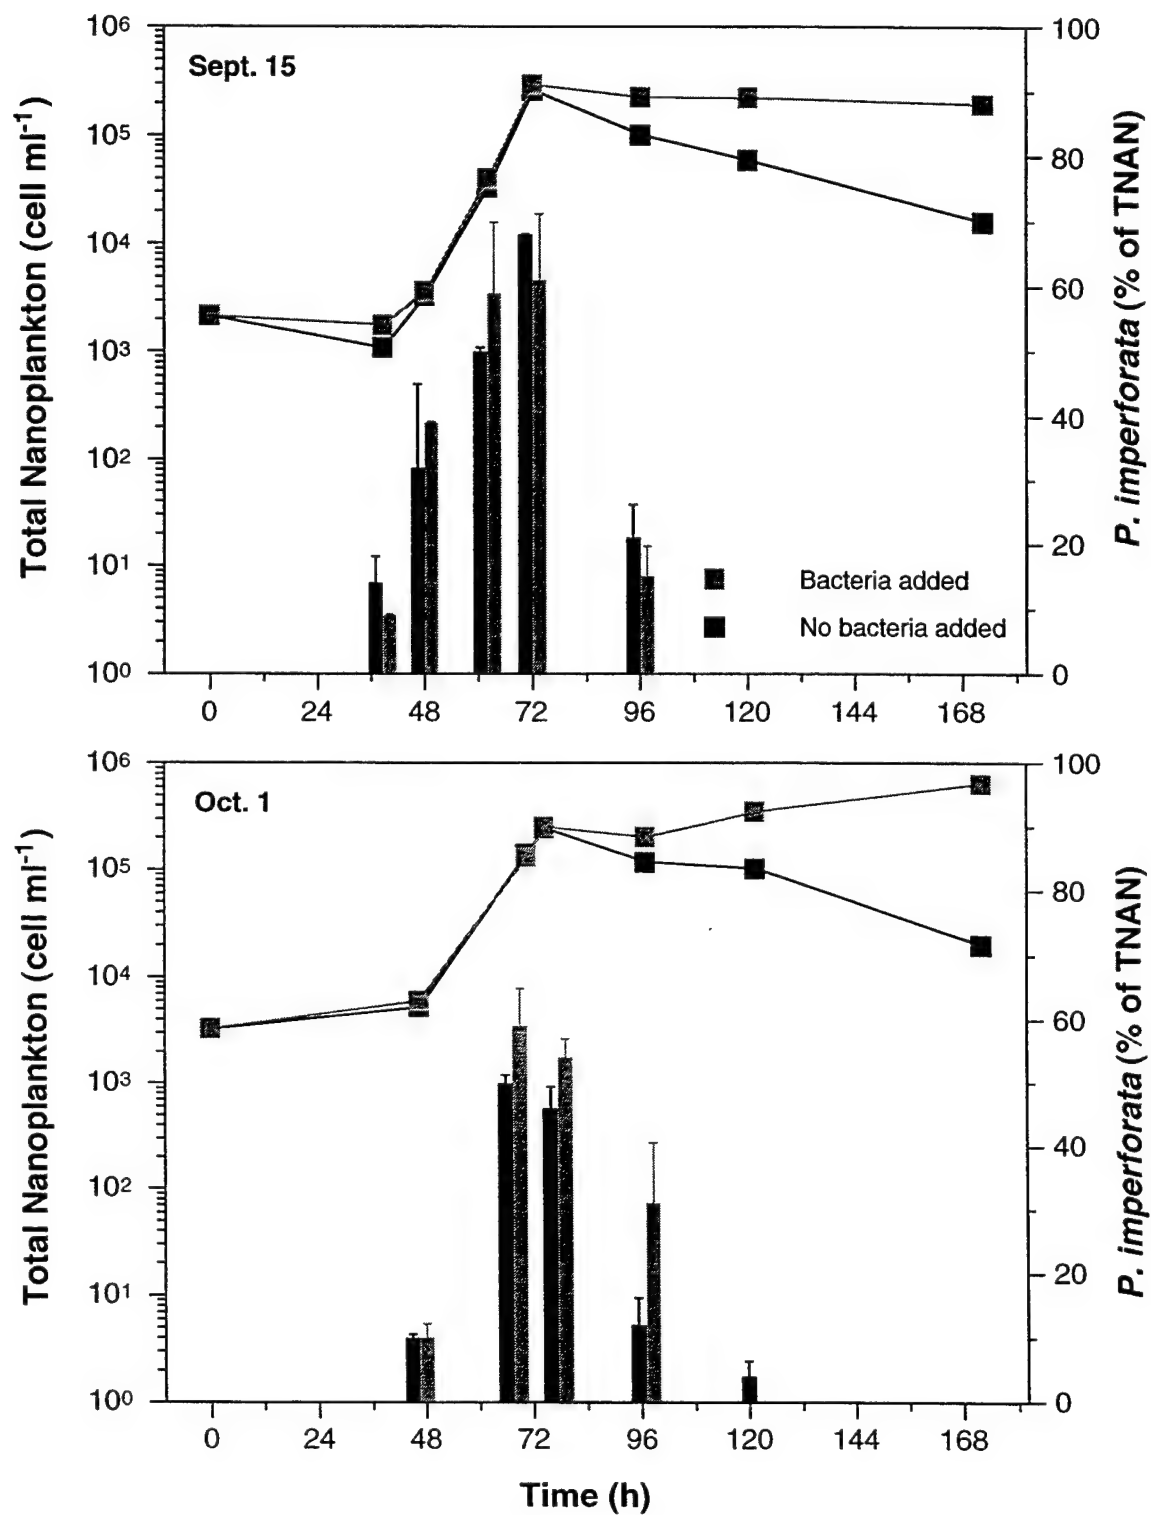 Sept. 15
Total Nanoplankton (cell ml⁻¹)
10⁶
10⁵
10⁴
10³
10²
10¹
10⁰
100
80
60
40
20
0
P. imperforata (% of TNAN)
Bacteria added
No bacteria added
0 24 48 72 96 120 144 168
Oct. 1
Total Nanoplankton (cell ml⁻¹)
10⁶
10⁵
10⁴
10³
10²
10¹
10⁰
100
80
60
40
20
0
P. imperforata (% of TNAN)
0 24 48 72 96 120 144 168
Time (h)